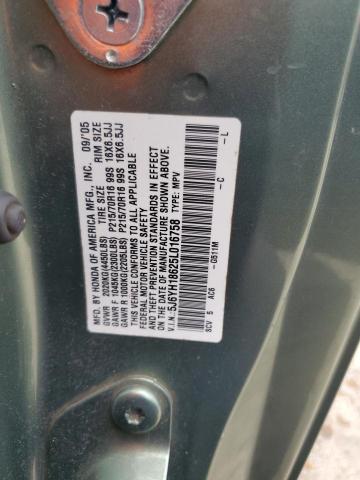 MFD. BY HONDA OF AMERICA MFG., INC. 09/'05
TIRE SIZE RIM SIZE
GVWR 2020KG(4450LBS)
GAWR F 1045KG(2300LBS) P215/70R16 99S 16X6.5JJ
GAWR R 1000KG(2205LBS) P215/70R16 99S 16X6.5JJ
THIS VEHICLE CONFORMS TO ALL APPLICABLE
FEDERAL MOTOR VEHICLE SAFETY
AND THEFT PREVENTION STANDARDS IN EFFECT
ON THE DATE OF MANUFACTURE SHOWN ABOVE.
V.I.N.: 5J6YH18625L016758 TYPE: MPV
SCV 5 AC6 -G511M -C -L